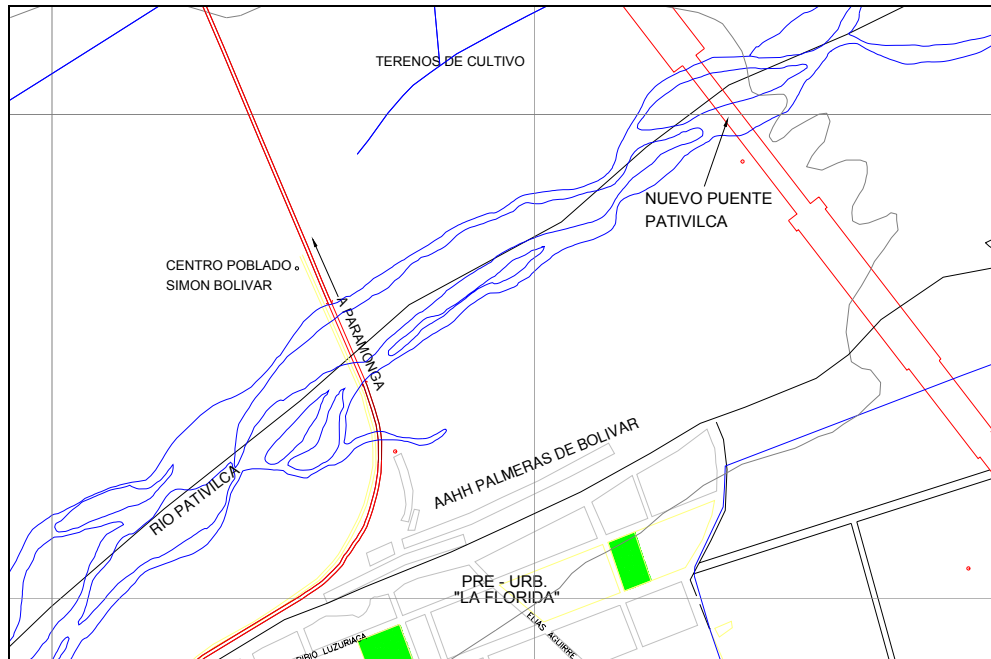 TERENOS DE CULTIVO
NUEVO PUENTE
PATIVILCA
CENTRO POBLADO
SIMON BOLIVAR
A PARAMONGA
AAHH PALMERAS DE BOLIVAR
RIO PATIVILCA
PRE - URB.
"LA FLORIDA"
ELIAS AGUIRRE
LUZURIAGA